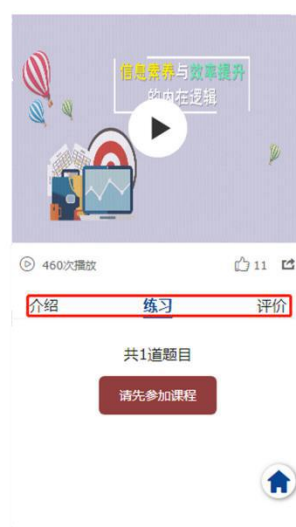 信息素养与效率提升
的内在逻辑
460次播放 11
介绍 练习 评价
共1道题目
请先参加课程